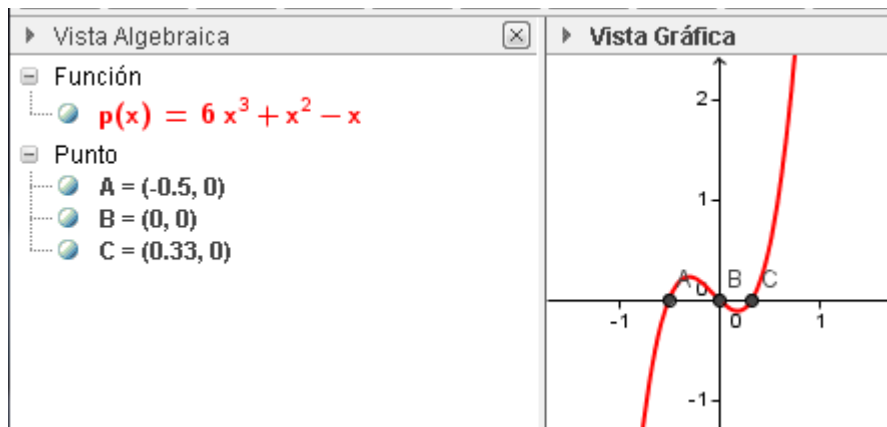 Vista Algebraica
Función
p(x) = 6 x³ + x² − x
Punto
A = (-0.5, 0)
B = (0, 0)
C = (0.33, 0)
Vista Gráfica
2
1
A B C
0
-1 0 1
-1